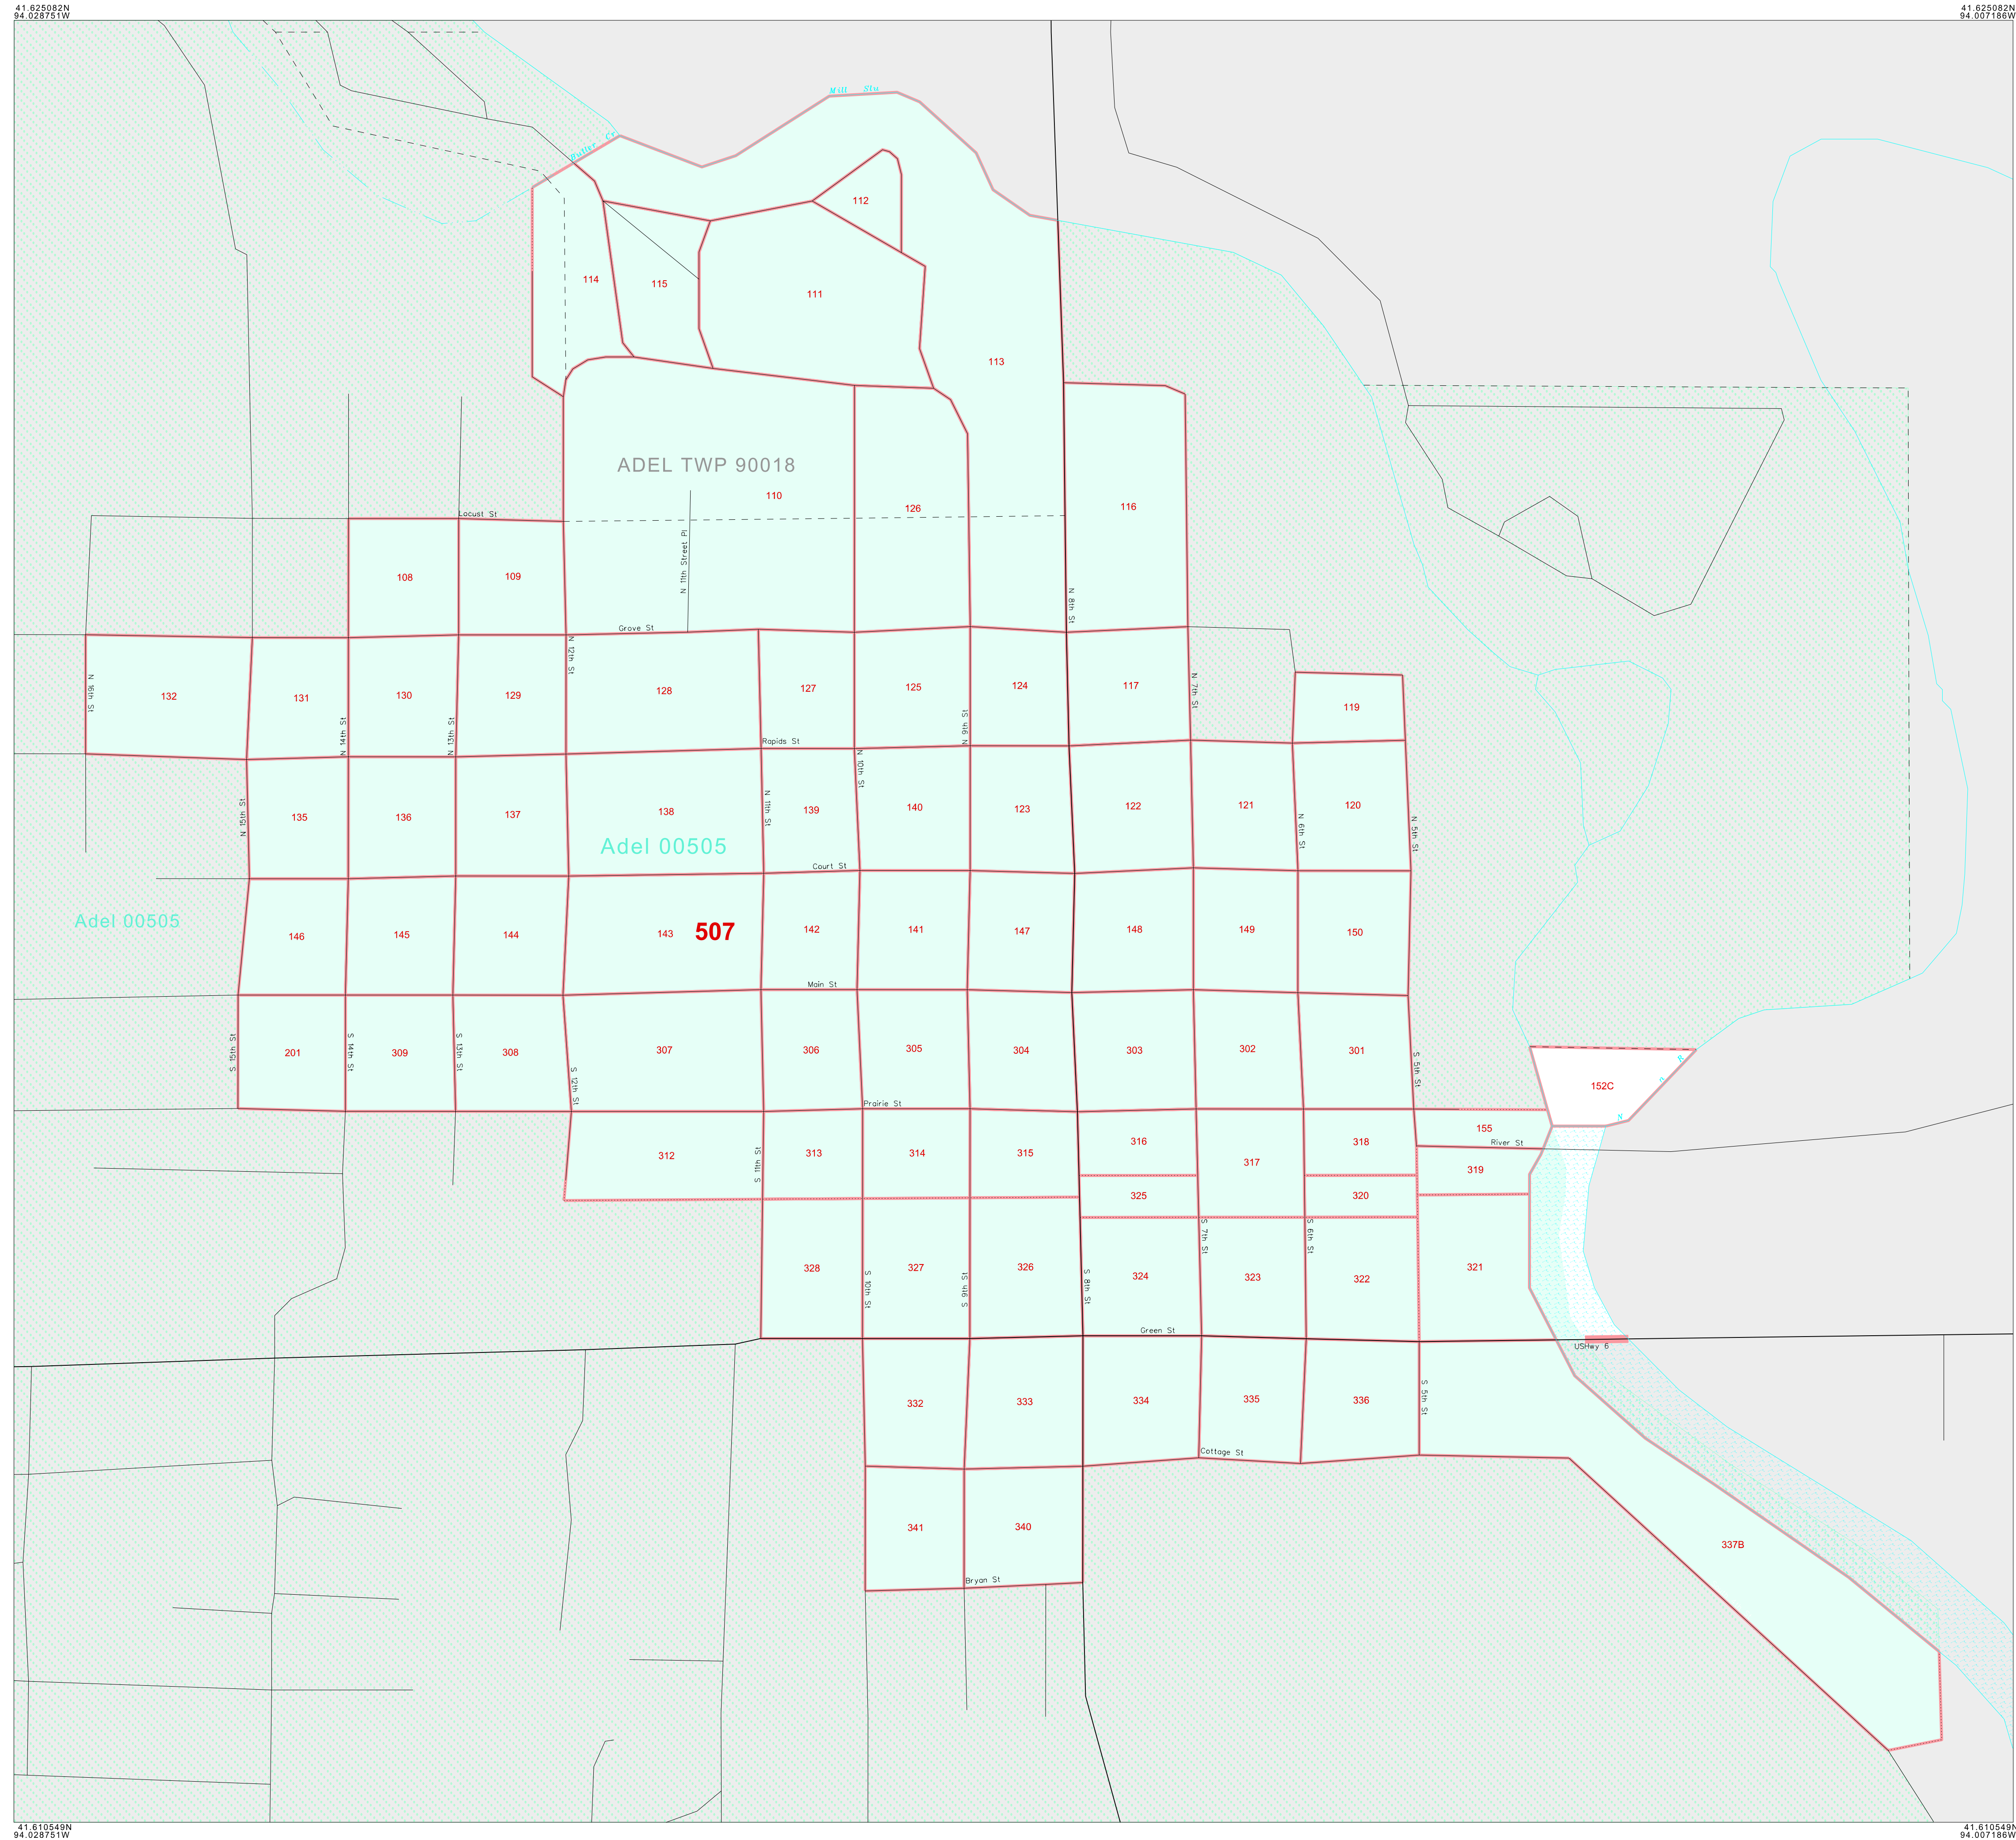 41.625082N
94.028751W
41.625082N
94.007186W
Mill Stu
Butler Cr
112
114
115
111
113
ADEL TWP 90018
110
126
116
Locust St
108
109
N 11th Street Pl
N 8th St
Grove St
N 12th St
N 16th St
132
131
130
129
128
127
125
124
117
N 7th St
119
N 14th St
N 13th St
N 9th St
Rapids St
N 10th St
N 15th St
135
136
137
138
N 11th St
139
140
123
122
121
N 6th St
120
N 5th St
Adel 00505
Court St
Adel 00505
146
145
144
143
507
142
141
147
148
149
150
Main St
S 15th St
201
S 14th St
309
S 13th St
308
S 12th St
307
306
305
304
303
302
301
S 5th St
152C
N
n
R
Prairie St
155
River St
312
S 11th St
313
314
315
316
317
318
319
325
320
S 7th St
S 6th St
328
S 10th St
327
S 9th St
326
S 8th St
324
323
322
321
Green St
USHwy 6
332
333
334
335
336
S 5th St
Cottage St
341
340
337B
Bryan St
41.610549N
94.028751W
41.610549N
94.007186W